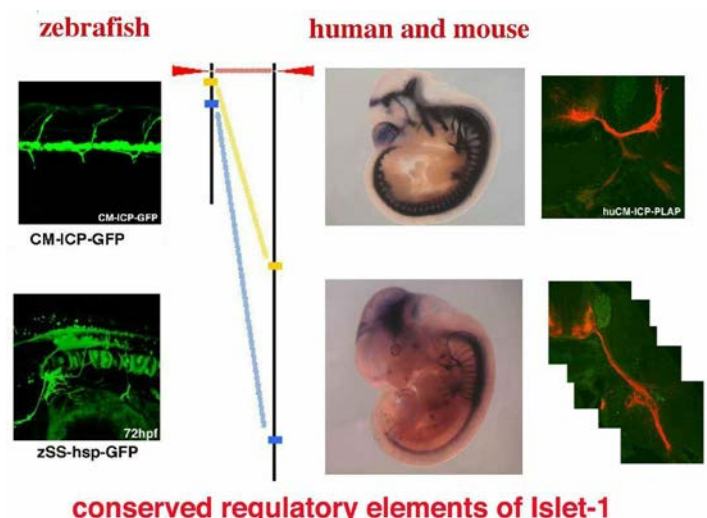 zebrafish
human and mouse
CM-ICP-GFP
CM-ICP-GFP
huCM-ICP-PLAP
72hpf
zSS-hsp-GFP
conserved regulatory elements of Islet-1